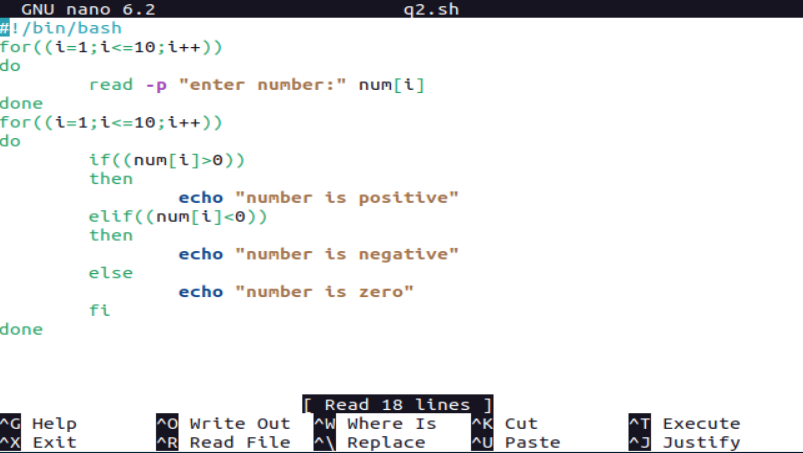 GNU nano 6.2 q2.sh
#!/bin/bash
for((i=1;i<=10;i++))
do
        read -p "enter number:" num[i]
done
for((i=1;i<=10;i++))
do
        if((num[i]>0))
        then
                echo "number is positive"
        elif((num[i]<0))
        then
                echo "number is negative"
        else
                echo "number is zero"
        fi
done
[ Read 18 lines ]
^G Help ^O Write Out ^W Where Is ^K Cut ^T Execute
^X Exit ^R Read File ^\ Replace ^U Paste ^J Justify